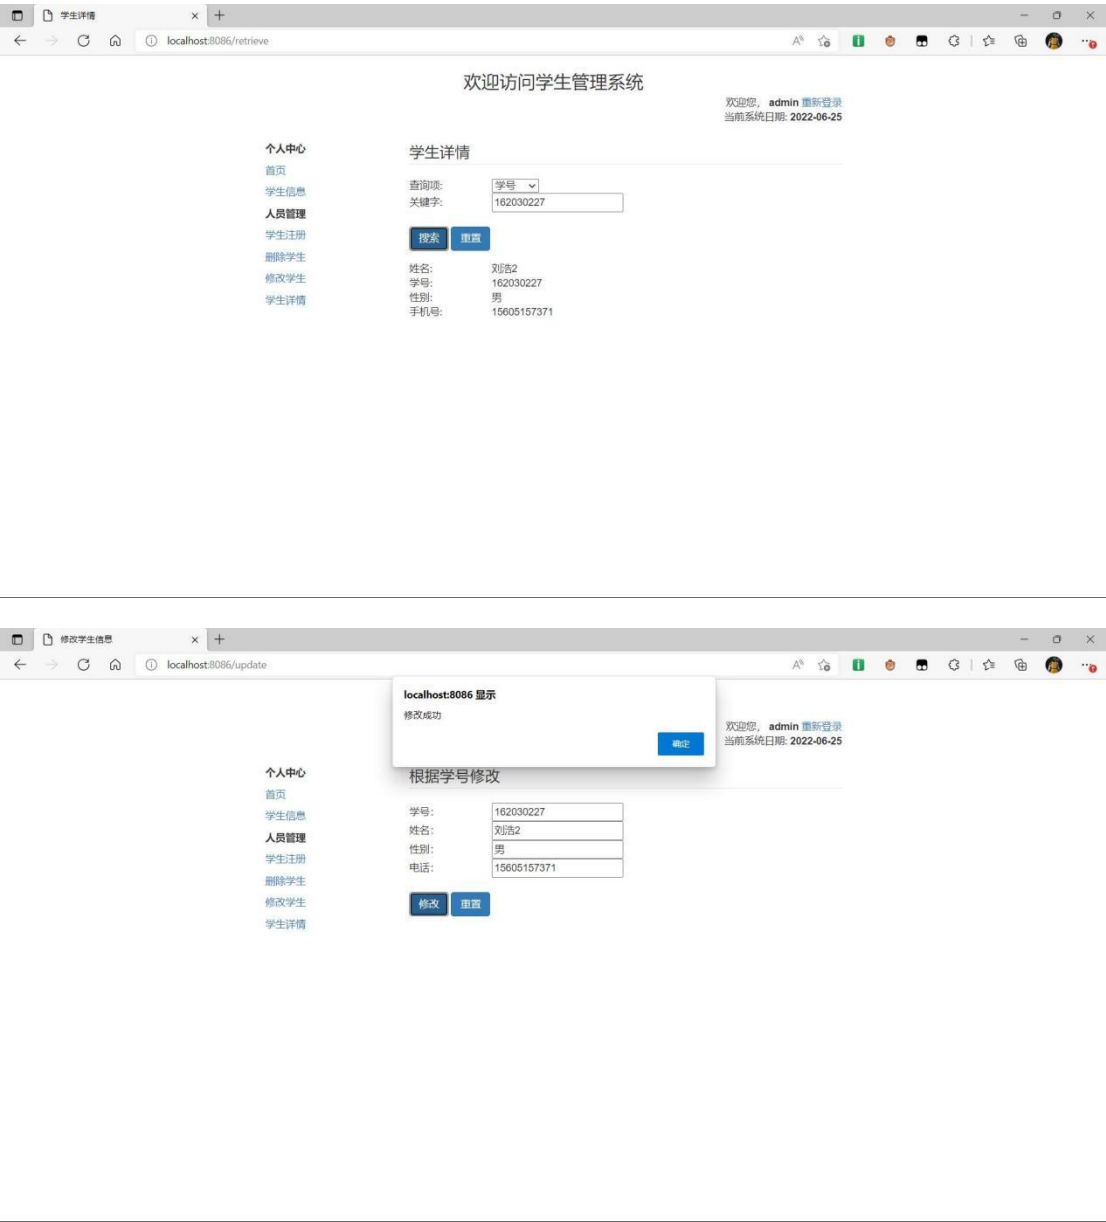 学生详情
localhost:8086/retrieve
欢迎访问学生管理系统
欢迎您， admin 重新登录
当前系统日期: 2022-06-25
个人中心
首页
学生信息
人员管理
学生注册
删除学生
修改学生
学生详情
学生详情
查询项: 学号
关键字: 162030227
搜索 重置
姓名: 刘浩2
学号: 162030227
性别: 男
手机号: 15605157371
修改学生信息
localhost:8086/update
localhost:8086 显示
修改成功
确定
欢迎您， admin 重新登录
当前系统日期: 2022-06-25
个人中心
首页
学生信息
人员管理
学生注册
删除学生
修改学生
学生详情
根据学号修改
学号: 162030227
姓名: 刘浩2
性别: 男
电话: 15605157371
修改 重置